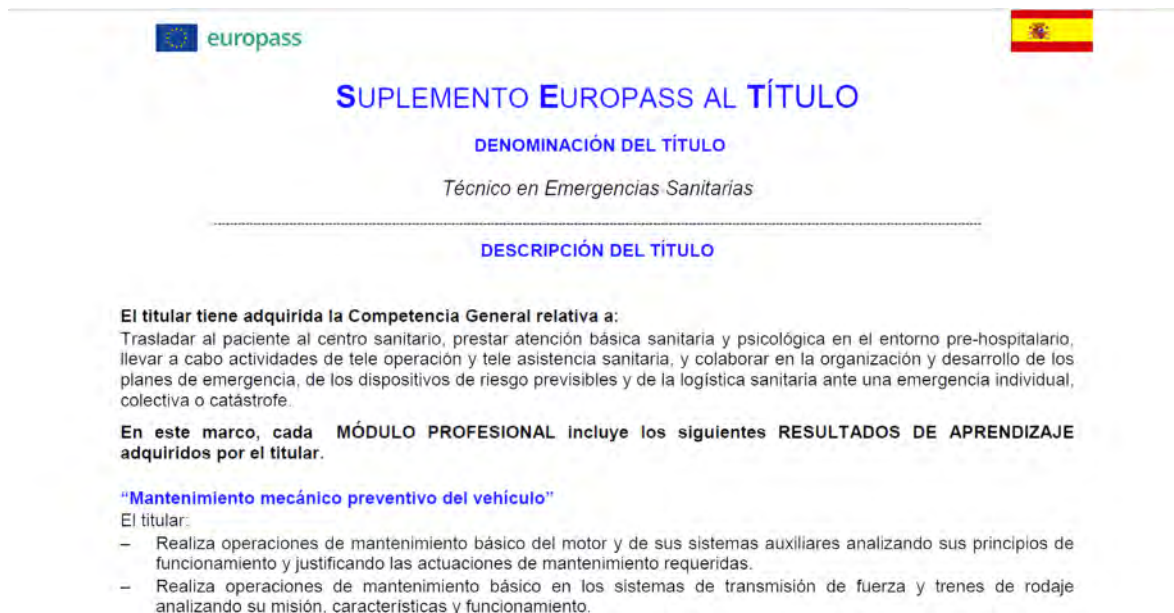 europass
SUPLEMENTO EUROPASS AL TÍTULO
DENOMINACIÓN DEL TÍTULO
Técnico en Emergencias Sanitarias
DESCRIPCIÓN DEL TÍTULO
El titular tiene adquirida la Competencia General relativa a:
Trasladar al paciente al centro sanitario, prestar atención básica sanitaria y psicológica en el entorno pre-hospitalario,
llevar a cabo actividades de tele operación y tele asistencia sanitaria, y colaborar en la organización y desarrollo de los
planes de emergencia, de los dispositivos de riesgo previsibles y de la logística sanitaria ante una emergencia individual,
colectiva o catástrofe.
En este marco, cada MÓDULO PROFESIONAL incluye los siguientes RESULTADOS DE APRENDIZAJE
adquiridos por el titular.
“Mantenimiento mecánico preventivo del vehículo”
El titular:
– Realiza operaciones de mantenimiento básico del motor y de sus sistemas auxiliares analizando sus principios de
funcionamiento y justificando las actuaciones de mantenimiento requeridas.
– Realiza operaciones de mantenimiento básico en los sistemas de transmisión de fuerza y trenes de rodaje
analizando su misión, características y funcionamiento.